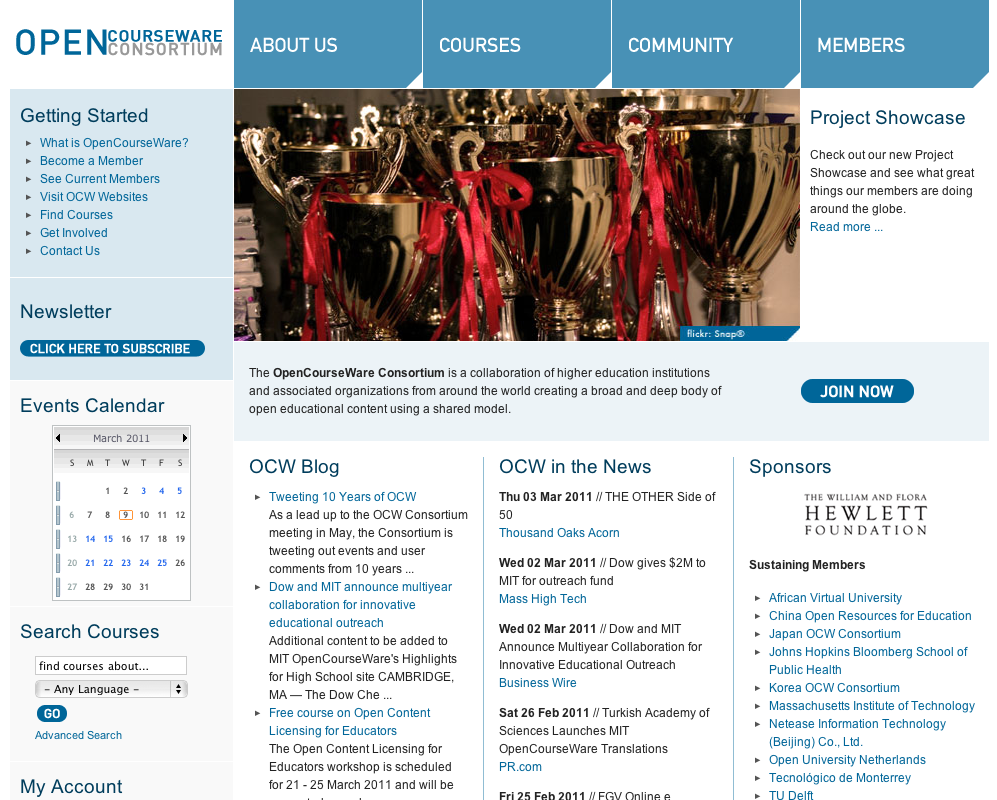 OPEN COURSEWARE
CONSORTIUM
ABOUT US
COURSES
COMMUNITY
MEMBERS
Getting Started
What is OpenCourseWare?
Become a Member
See Current Members
Visit OCW Websites
Find Courses
Get Involved
Contact Us
Newsletter
CLICK HERE TO SUBSCRIBE
Events Calendar
March 2011
S M T W T F S
1 2 3 4 5
6 7 8 9 10 11 12
13 14 15 16 17 18 19
20 21 22 23 24 25 26
27 28 29 30 31
Search Courses
find courses about...
- Any Language -
GO
Advanced Search
My Account
flickr: Snap®
Project Showcase
Check out our new Project
Showcase and see what great
things our members are doing
around the globe.
Read more ...
The OpenCourseWare Consortium is a collaboration of higher education institutions
and associated organizations from around the world creating a broad and deep body of
open educational content using a shared model.
JOIN NOW
OCW Blog
Tweeting 10 Years of OCW
As a lead up to the OCW Consortium
meeting in May, the Consortium is
tweeting out events and user
comments from 10 years ...
Dow and MIT announce multiyear
collaboration for innovative
educational outreach
Additional content to be added to
MIT OpenCourseWare's Highlights
for High School site CAMBRIDGE,
MA — The Dow Che ...
Free course on Open Content
Licensing for Educators
The Open Content Licensing for
Educators workshop is scheduled
for 21 - 25 March 2011 and will be
OCW in the News
Thu 03 Mar 2011 // THE OTHER Side of
50
Thousand Oaks Acorn
Wed 02 Mar 2011 // Dow gives $2M to
MIT for outreach fund
Mass High Tech
Wed 02 Mar 2011 // Dow and MIT
Announce Multiyear Collaboration for
Innovative Educational Outreach
Business Wire
Sat 26 Feb 2011 // Turkish Academy of
Sciences Launches MIT
OpenCourseWare Translations
PR.com
Fri 25 Feb 2011 // FGV Online e
Sponsors
THE WILLIAM AND FLORA
HEWLETT
FOUNDATION
Sustaining Members
African Virtual University
China Open Resources for Education
Japan OCW Consortium
Johns Hopkins Bloomberg School of
Public Health
Korea OCW Consortium
Massachusetts Institute of Technology
Netease Information Technology
(Beijing) Co., Ltd.
Open University Netherlands
Tecnológico de Monterrey
TU Delft